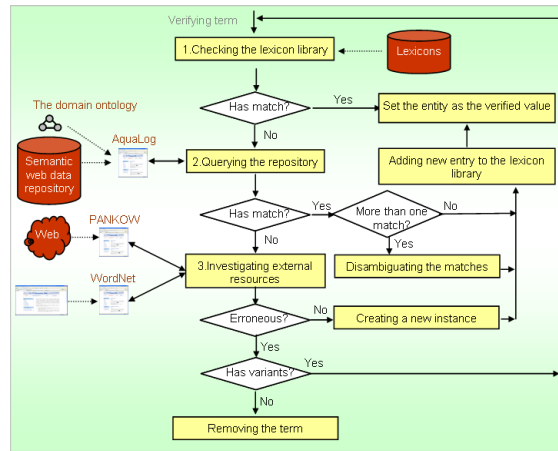 Verifying term
1.Checking the lexicon library
Lexicons
Has match?
Yes
Set the entity as the verified value
No
The domain ontology
AquaLog
Semantic
web data
repository
2.Querying the repository
Adding new entry to the lexicon
library
Has match?
Yes
More than one
match?
No
No
Yes
Web
PANKOW
3.Investigating external
resources
Disambiguating the matches
WordNet
Erroneous?
No
Creating a new instance
Yes
Has variants?
Yes
No
Removing the term